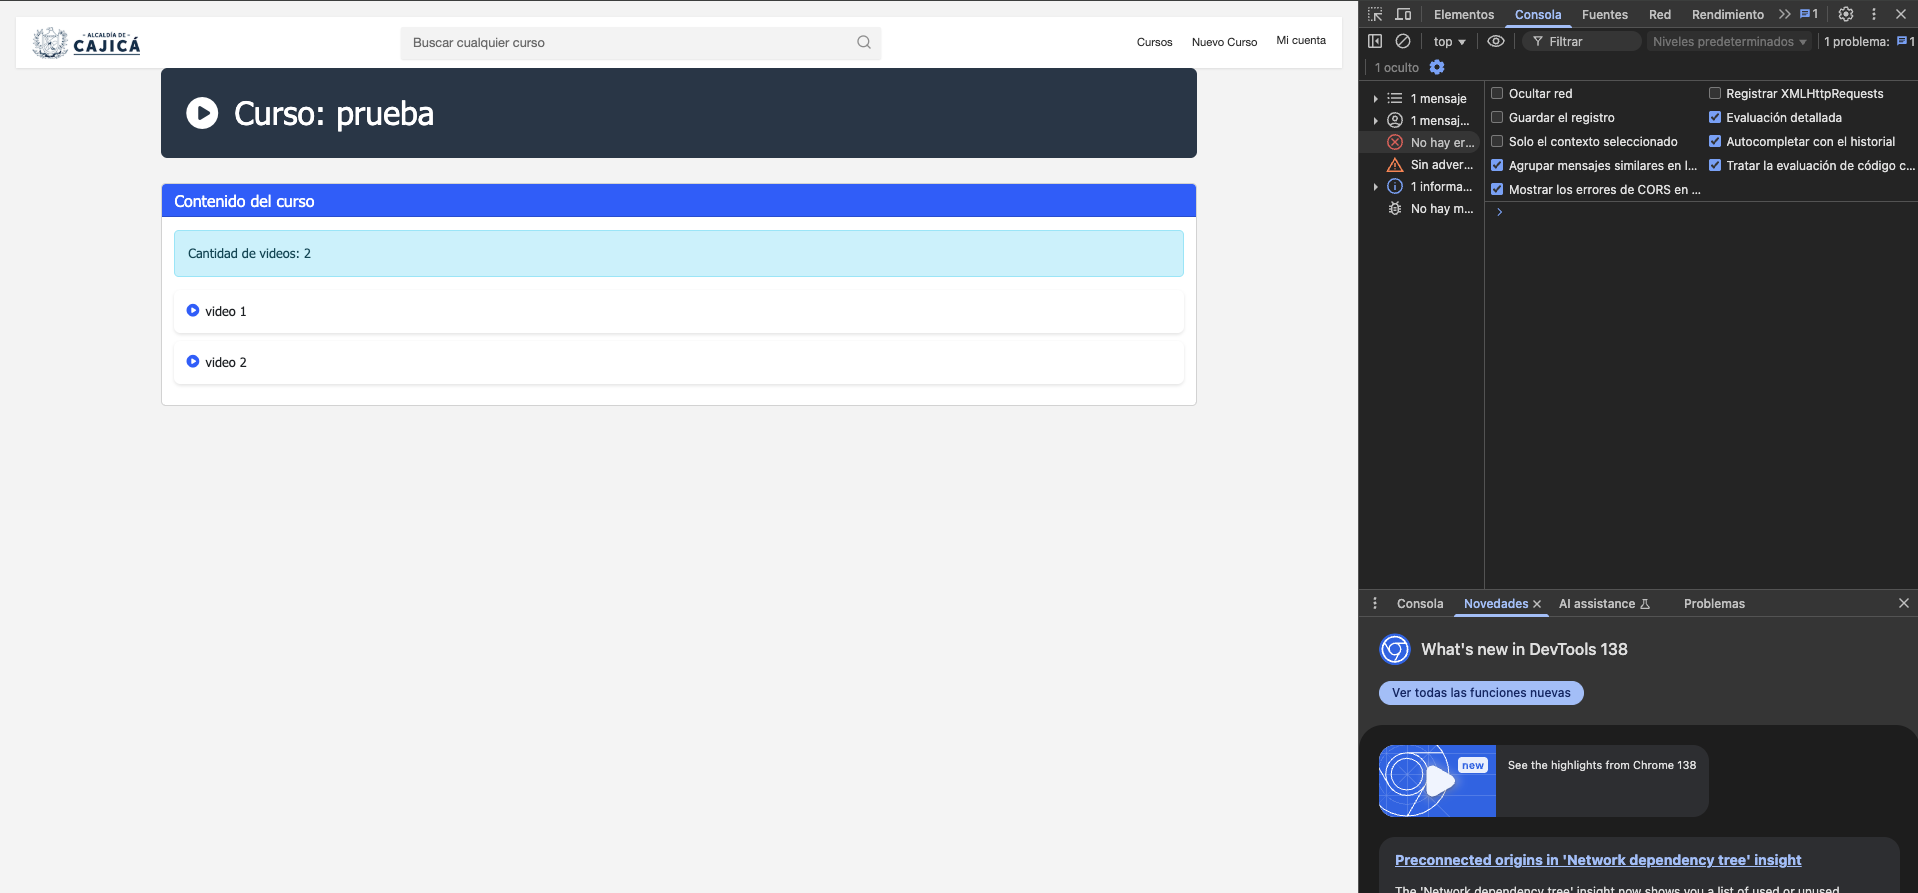 - ALCALDÍA DE -
CAJICÁ
Buscar cualquier curso
Cursos
Nuevo Curso
Mi cuenta
Curso: prueba
Contenido del curso
Cantidad de videos: 2
video 1
video 2
Elementos
Consola
Fuentes
Red
Rendimiento
1
top
Filtrar
Niveles predeterminados
1 problema:
1
1 oculto
1 mensaje
1 mensaj...
No hay er...
Sin adver...
1 informa...
No hay m...
Ocultar red
Registrar XMLHttpRequests
Guardar el registro
Evaluación detallada
Solo el contexto seleccionado
Autocompletar con el historial
Agrupar mensajes similares en l...
Tratar la evaluación de código c...
Mostrar los errores de CORS en ...
Consola
Novedades
AI assistance
Problemas
What's new in DevTools 138
Ver todas las funciones nuevas
new
See the highlights from Chrome 138
Preconnected origins in 'Network dependency tree' insight
The 'Network dependency tree' insight now shows you a list of used or unused